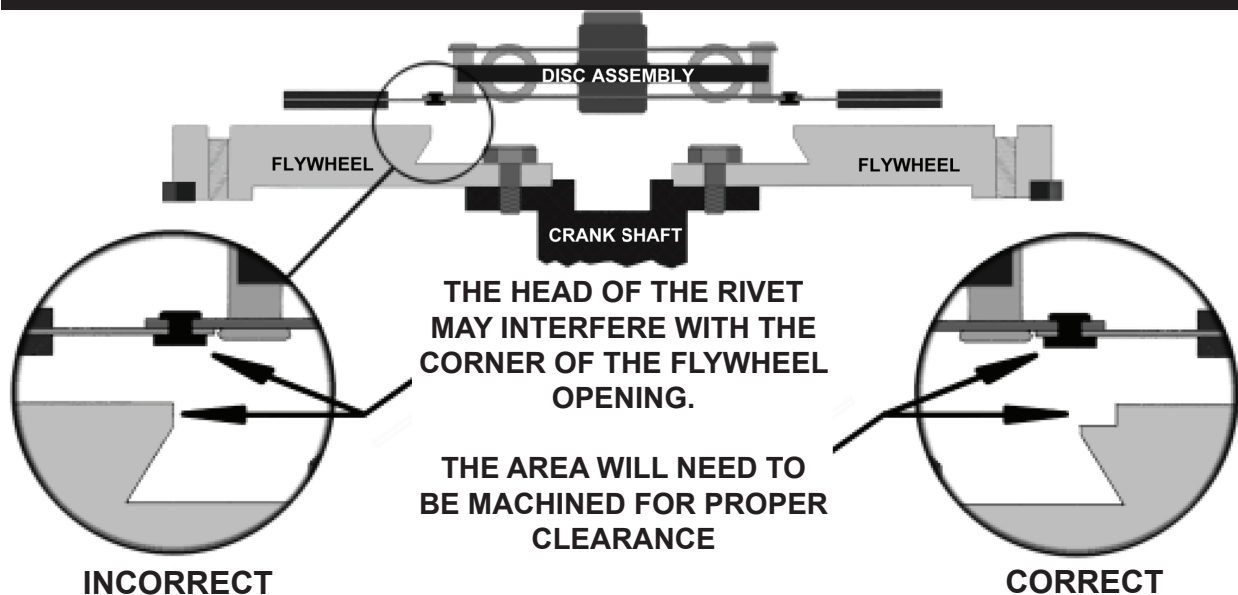 DISC ASSEMBLY
FLYWHEEL
FLYWHEEL
CRANK SHAFT
THE HEAD OF THE RIVET
MAY INTERFERE WITH THE
CORNER OF THE FLYWHEEL
OPENING.
THE AREA WILL NEED TO
BE MACHINED FOR PROPER
CLEARANCE
INCORRECT
CORRECT